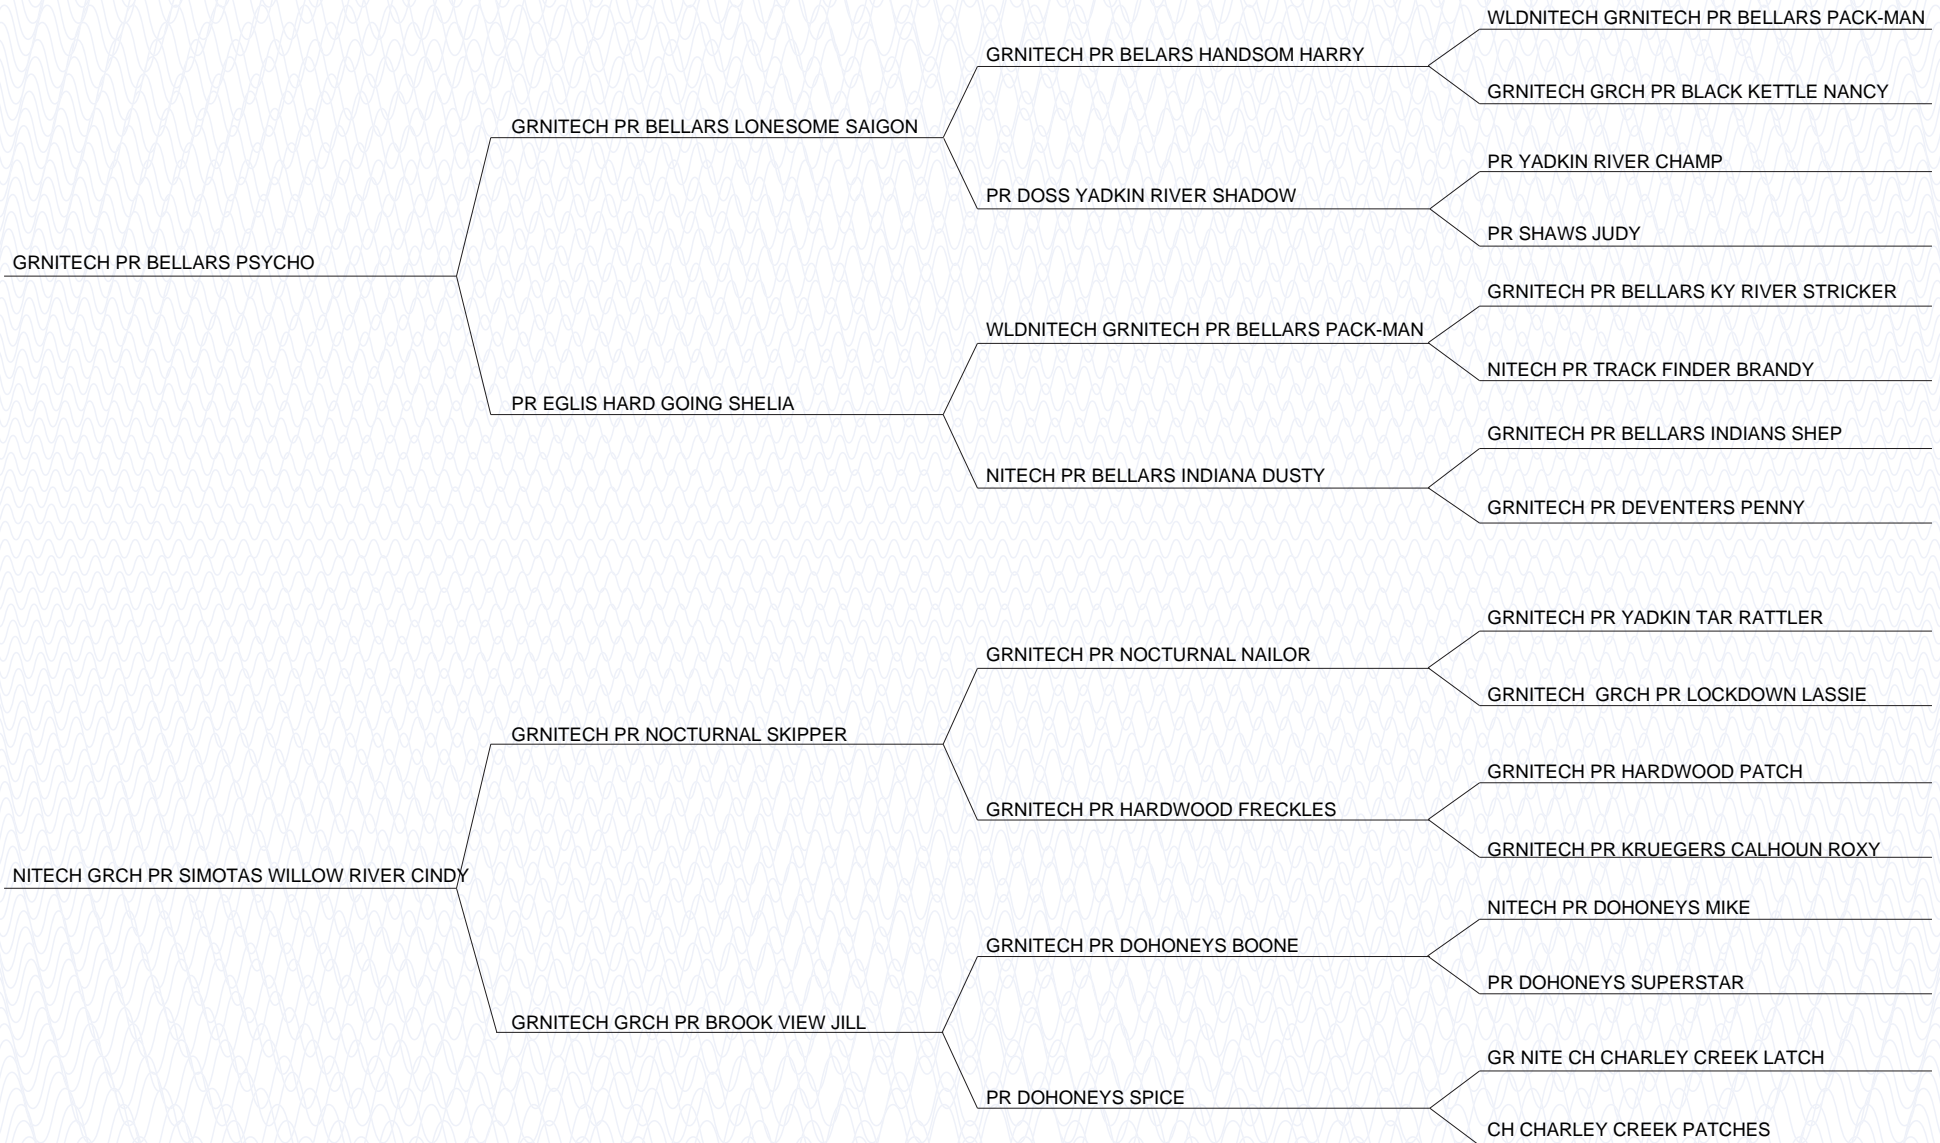 WLDNITECH GRNITECH PR BELLARS PACK-MAN
GRNITECH PR BELARS HANDSOM HARRY
GRNITECH GRCH PR BLACK KETTLE NANCY
GRNITECH PR BELLARS LONESOME SAIGON
PR YADKIN RIVER CHAMP
PR DOSS YADKIN RIVER SHADOW
PR SHAWS JUDY
GRNITECH PR BELLARS PSYCHO
GRNITECH PR BELLARS KY RIVER STRICKER
WLDNITECH GRNITECH PR BELLARS PACK-MAN
NITECH PR TRACK FINDER BRANDY
PR EGLIS HARD GOING SHELIA
GRNITECH PR BELLARS INDIANS SHEP
NITECH PR BELLARS INDIANA DUSTY
GRNITECH PR DEVENTERS PENNY
GRNITECH PR YADKIN TAR RATTLER
GRNITECH PR NOCTURNAL NAILOR
GRNITECH  GRCH PR LOCKDOWN LASSIE
GRNITECH PR NOCTURNAL SKIPPER
GRNITECH PR HARDWOOD PATCH
GRNITECH PR HARDWOOD FRECKLES
GRNITECH PR KRUEGERS CALHOUN ROXY
NITECH GRCH PR SIMOTAS WILLOW RIVER CINDY
NITECH PR DOHONEYS MIKE
GRNITECH PR DOHONEYS BOONE
PR DOHONEYS SUPERSTAR
GRNITECH GRCH PR BROOK VIEW JILL
GR NITE CH CHARLEY CREEK LATCH
PR DOHONEYS SPICE
CH CHARLEY CREEK PATCHES